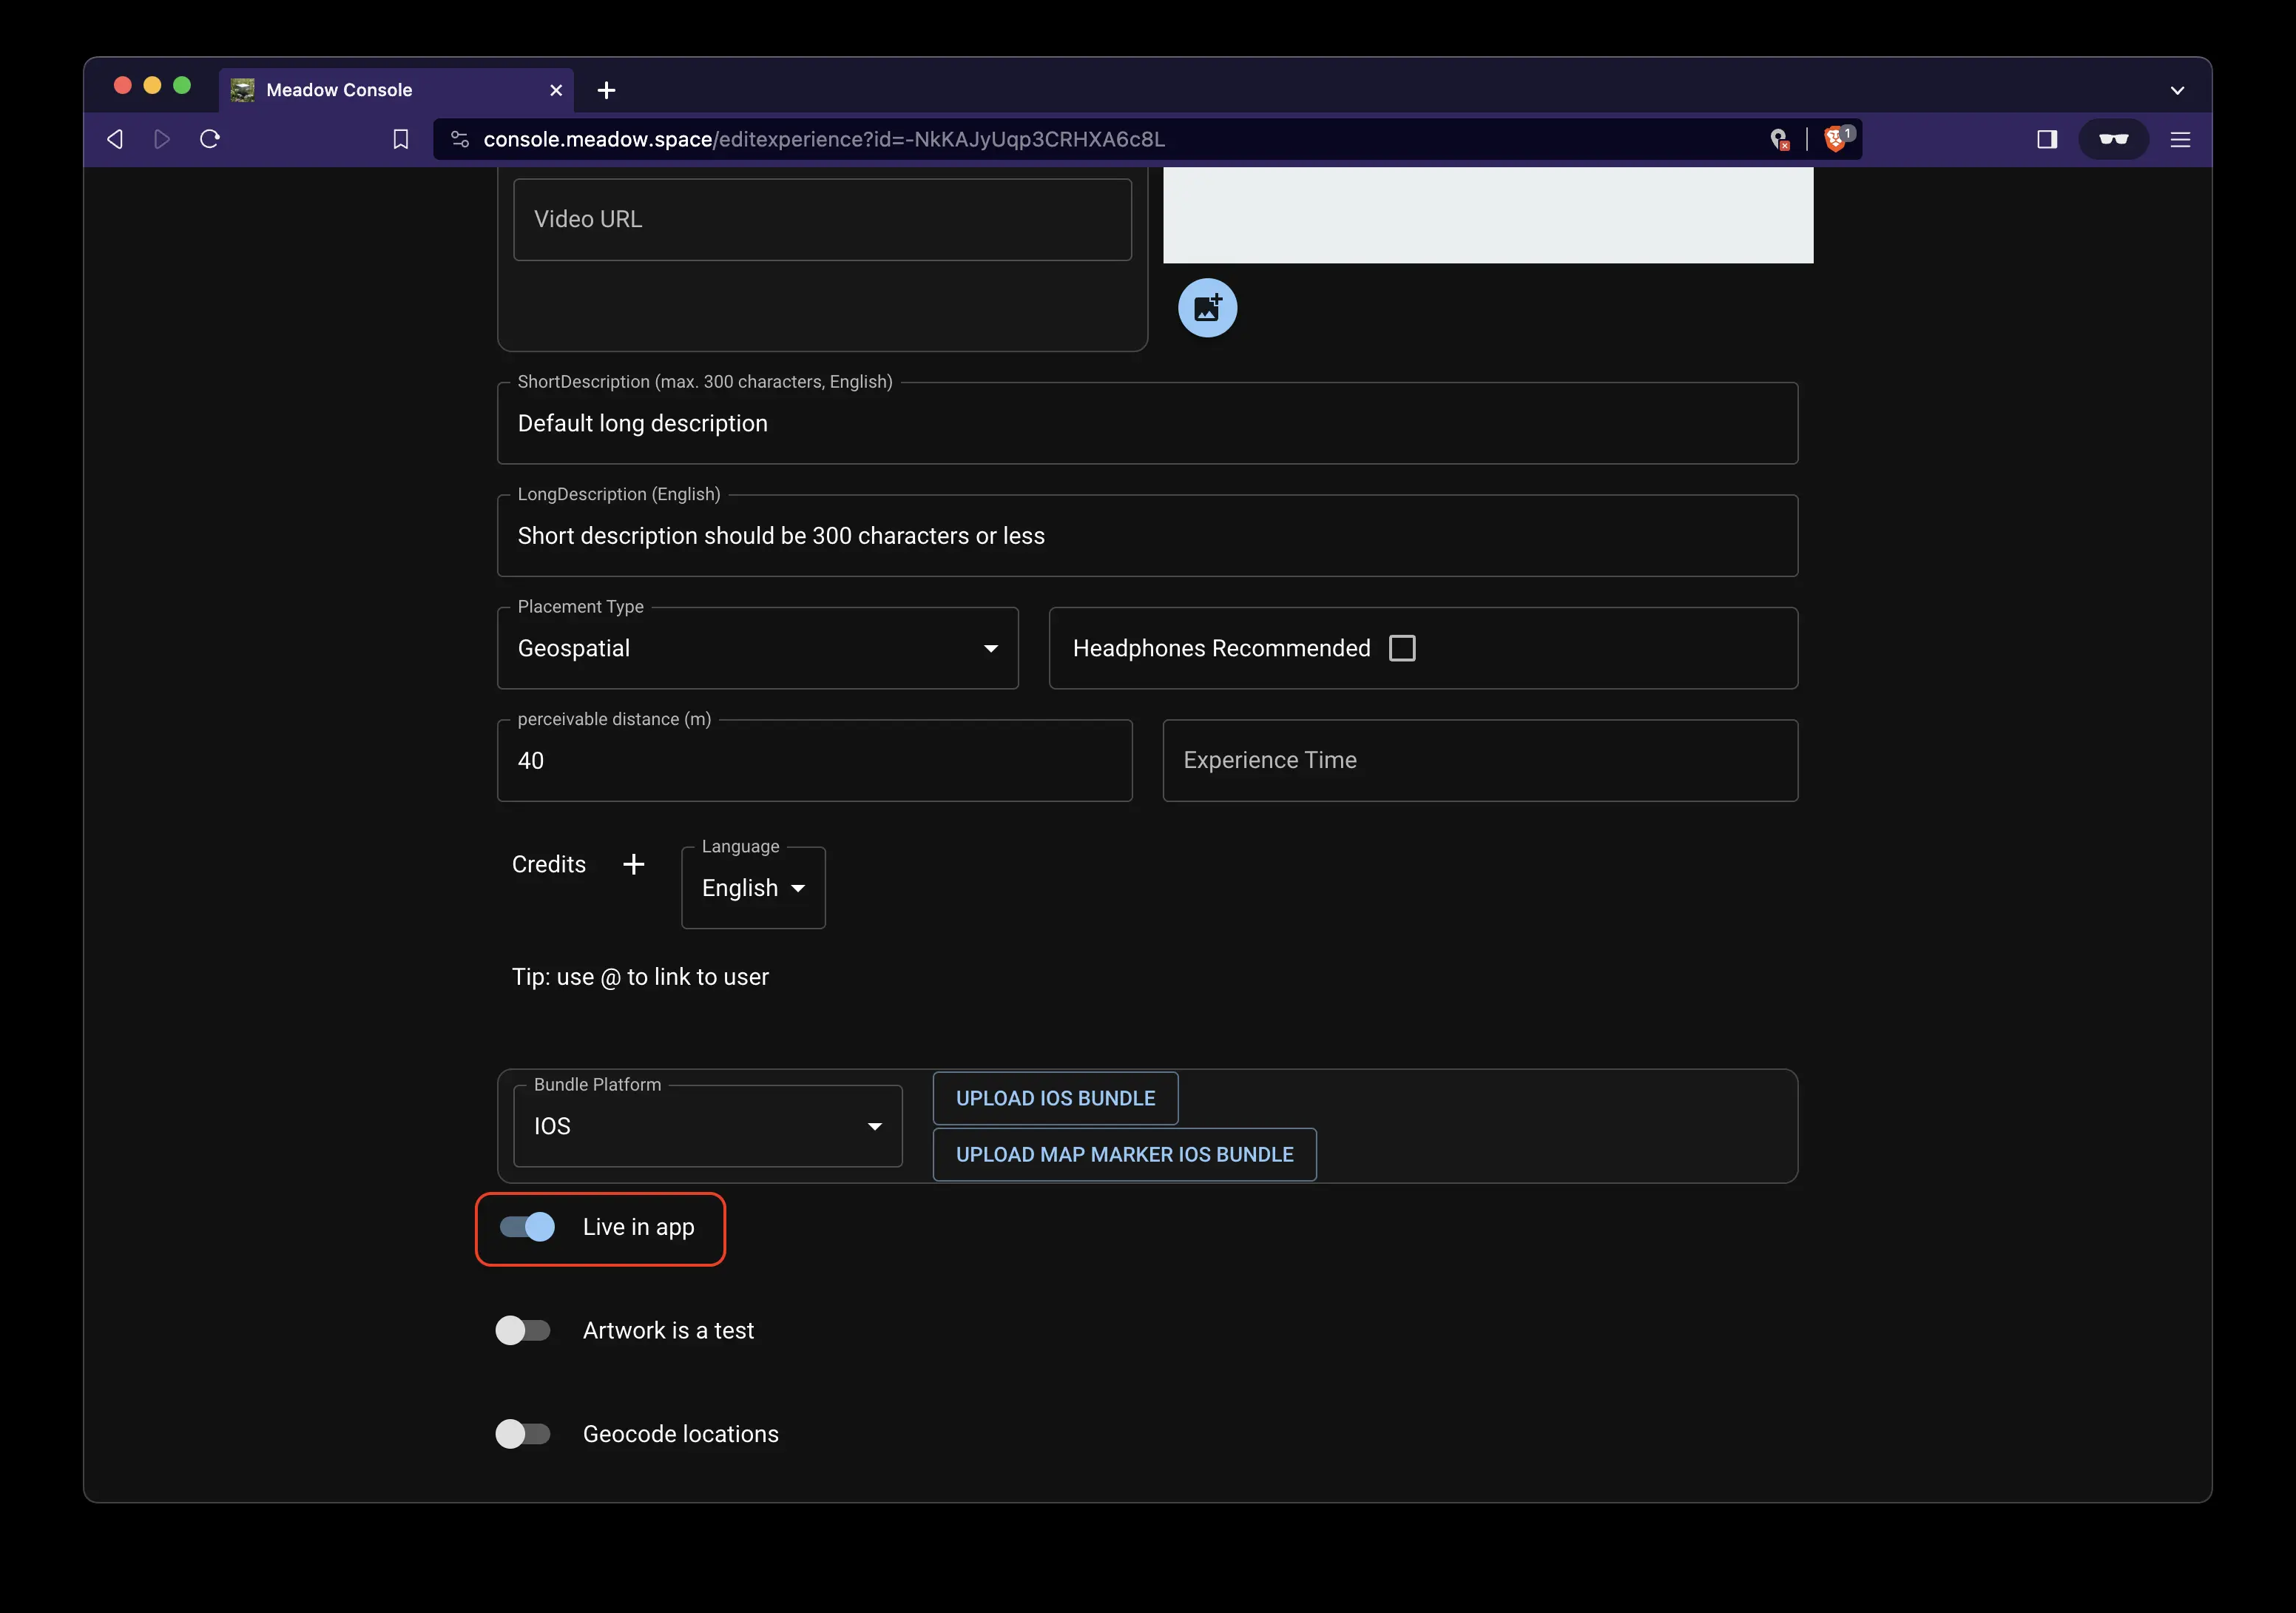 Meadow Console
console.meadow.space/editexperience?id=-NkKAJyUqp3CRHXA6c8L
1
Video URL
ShortDescription (max. 300 characters, English)
Default long description
LongDescription (English)
Short description should be 300 characters or less
Placement Type
Geospatial
Headphones Recommended
perceivable distance (m)
40
Experience Time
Credits
Language
English
Tip: use @ to link to user
Bundle Platform
IOS
UPLOAD IOS BUNDLE
UPLOAD MAP MARKER IOS BUNDLE
Live in app
Artwork is a test
Geocode locations